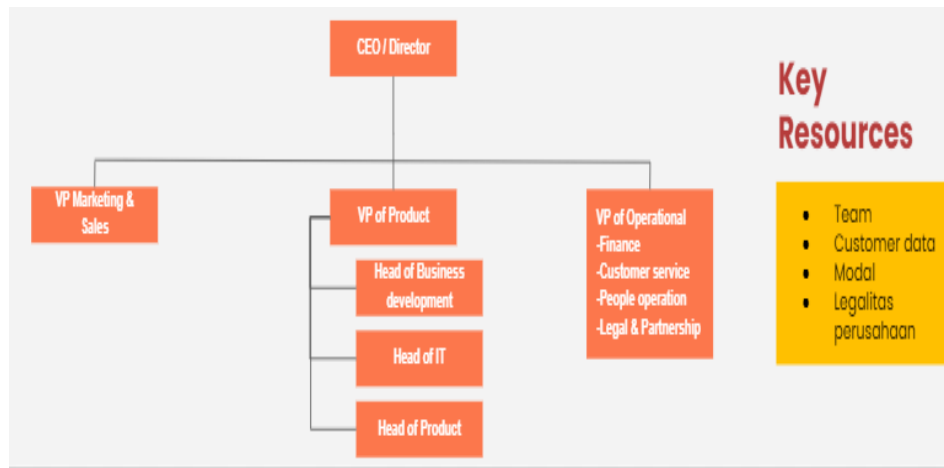 CEO / Director
VP Marketing &
Sales
VP of Product
Head of Business
development
Head of IT
Head of Product
VP of Operational
-Finance
-Customer service
-People operation
-Legal & Partnership
Key
Resources
• Team
• Customer data
• Modal
• Legalitas
perusahaan